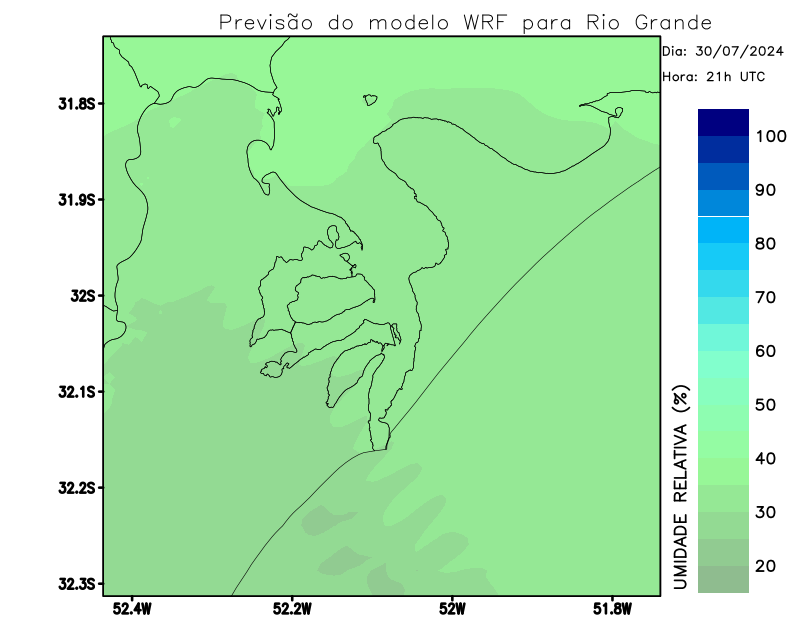 Previsão do modelo WRF para Rio Grande
Dia: 30/07/2024
Hora: 21h UTC
31.8S
31.9S
32S
32.1S
32.2S
32.3S
52.4W
52.2W
52W
51.8W
UMIDADE RELATIVA (%)
100
90
80
70
60
50
40
30
20